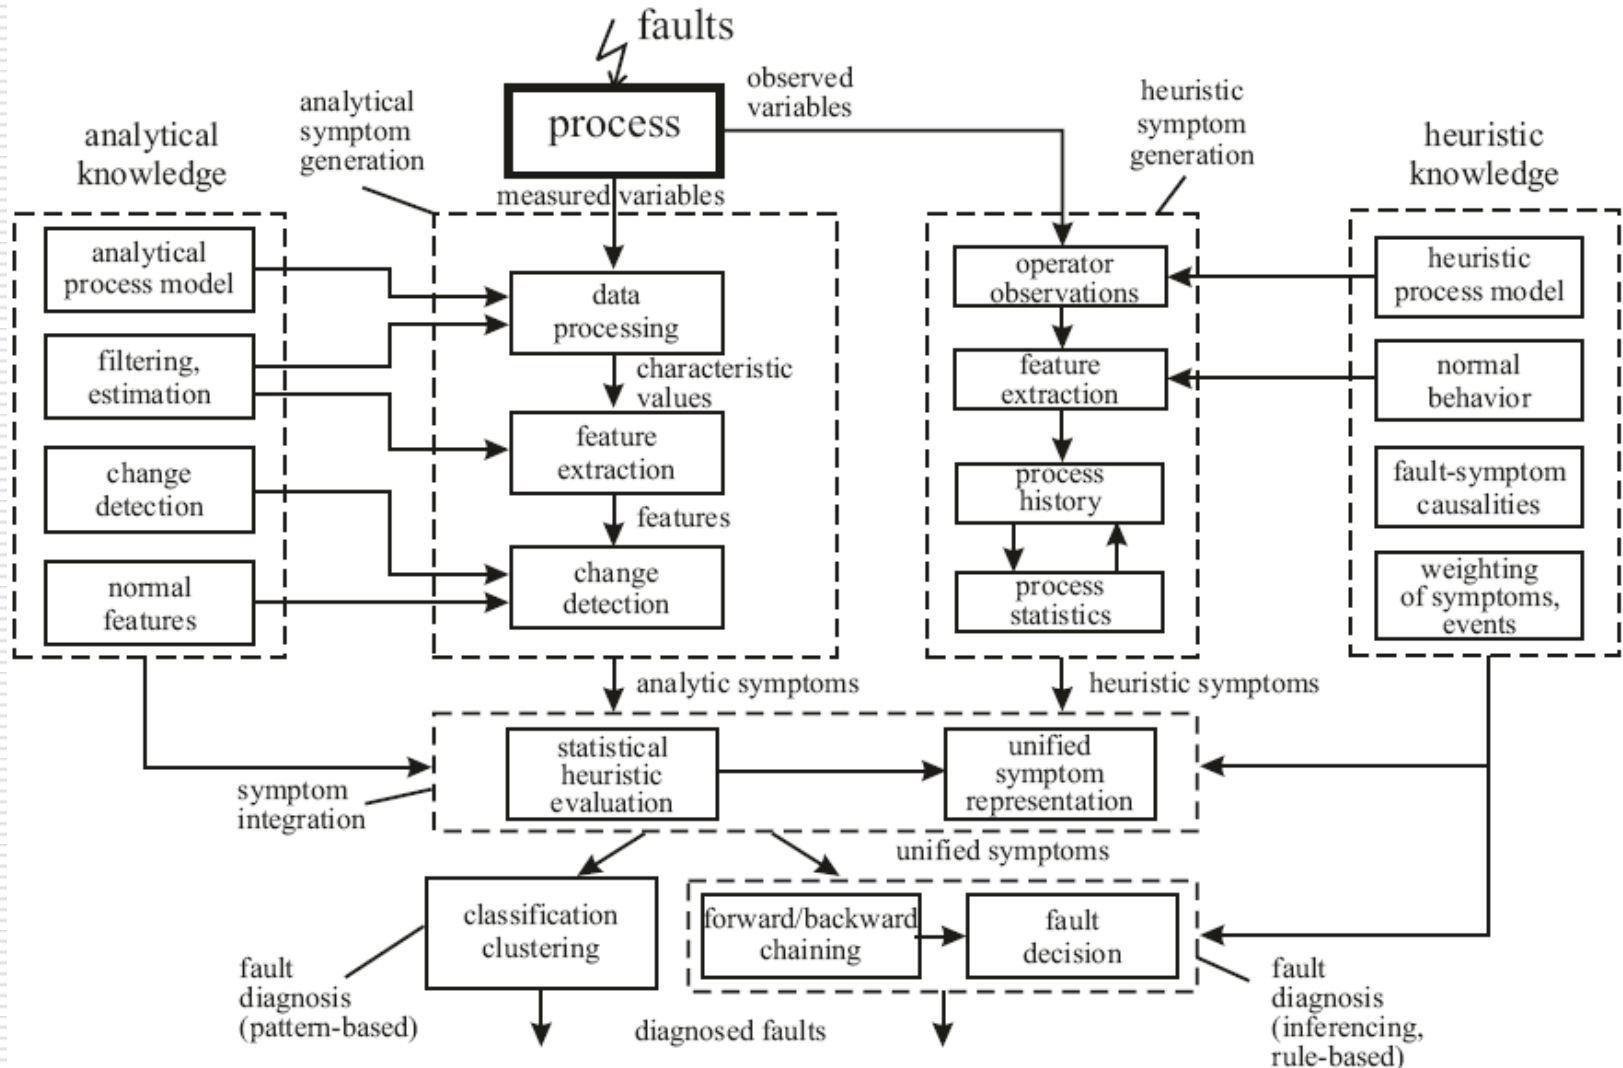 faults
observed
variables
process
analytical
symptom
generation
heuristic
symptom
generation
analytical
knowledge
heuristic
knowledge
measured variables
analytical
process model
filtering,
estimation
change
detection
normal
features
data
processing
characteristic
values
feature
extraction
features
change
detection
operator
observations
feature
extraction
process
history
process
statistics
heuristic
process model
normal
behavior
fault-symptom
causalities
weighting
of symptoms,
events
analytic symptoms
heuristic symptoms
statistical
heuristic
evaluation
unified
symptom
representation
symptom
integration
unified symptoms
classification
clustering
forward/backward
chaining
fault
decision
fault
diagnosis
(pattern-based)
diagnosed faults
fault
diagnosis
(inferencing,
rule-based)